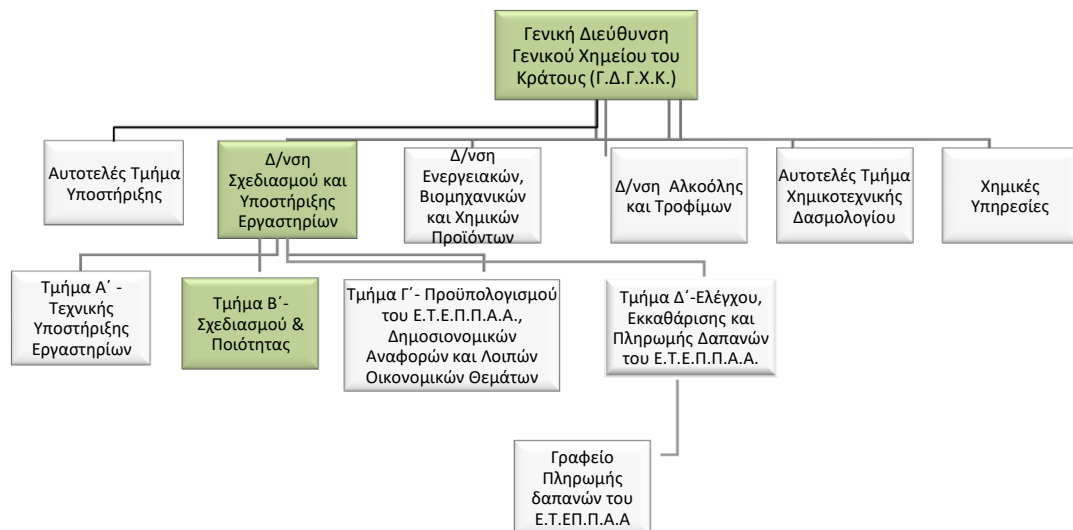 Γενική Διεύθυνση
Γενικού Χημείου του
Κράτους (Γ.Δ.Γ.Χ.Κ.)
Αυτοτελές Τμήμα
Υποστήριξης
Δ/νση
Σχεδιασμού και
Υποστήριξης
Εργαστηρίων
Δ/νση
Ενεργειακών,
Βιομηχανικών
και Χημικών
Προϊόντων
Δ/νση Αλκοόλης
και Τροφίμων
Αυτοτελές Τμήμα
Χημικοτεχνικής
Δασμολογίου
Χημικές
Υπηρεσίες
Τμήμα Α΄ -
Τεχνικής
Υποστήριξης
Εργαστηρίων
Τμήμα Β΄-
Σχεδιασμού &
Ποιότητας
Τμήμα Γ΄- Προϋπολογισμού
του Ε.Τ.Ε.Π.Π.Α.Α.,
Δημοσιονομικών
Αναφορών και Λοιπών
Οικονομικών Θεμάτων
Τμήμα Δ΄-Ελέγχου,
Εκκαθάρισης και
Πληρωμής Δαπανών
του Ε.Τ.Ε.Π.Π.Α.Α.
Γραφείο
Πληρωμής
δαπανών του
Ε.Τ.ΕΠ.Π.Α.Α